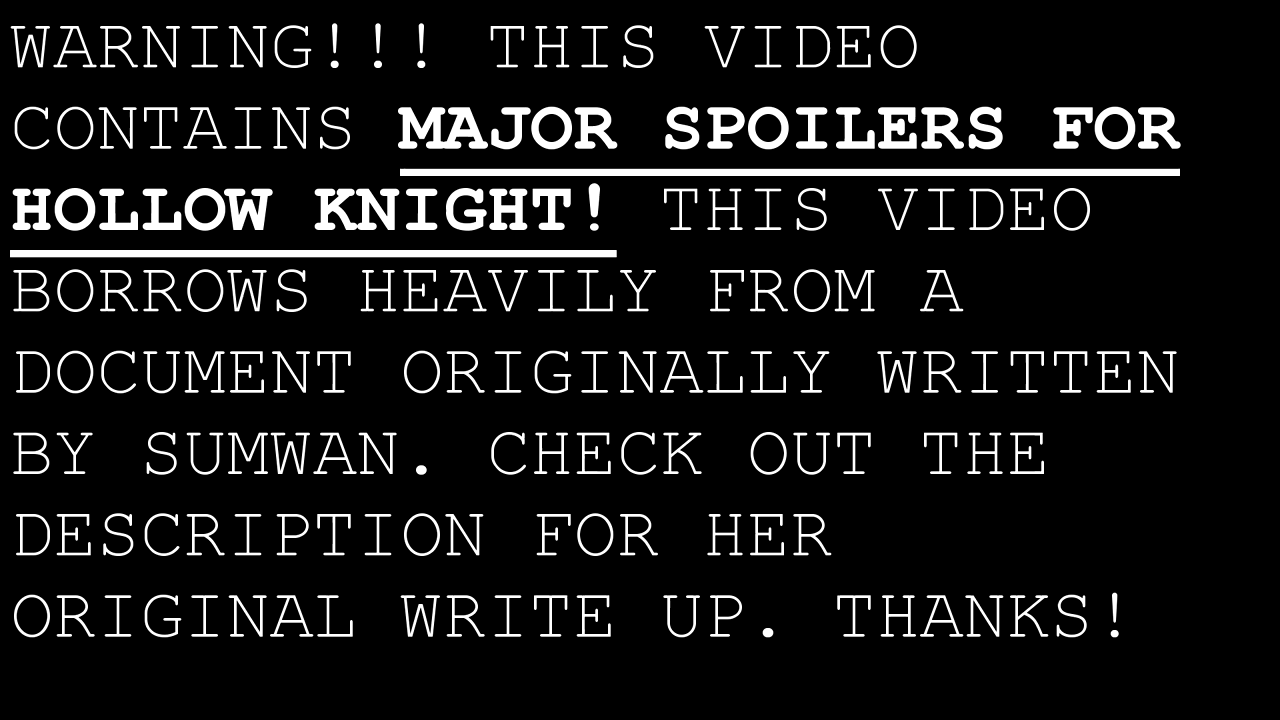 WARNING!!! THIS VIDEO
CONTAINS MAJOR SPOILERS FOR
HOLLOW KNIGHT! THIS VIDEO
BORROWS HEAVILY FROM A
DOCUMENT ORIGINALLY WRITTEN
BY SUMWAN. CHECK OUT THE
DESCRIPTION FOR HER
ORIGINAL WRITE UP. THANKS!